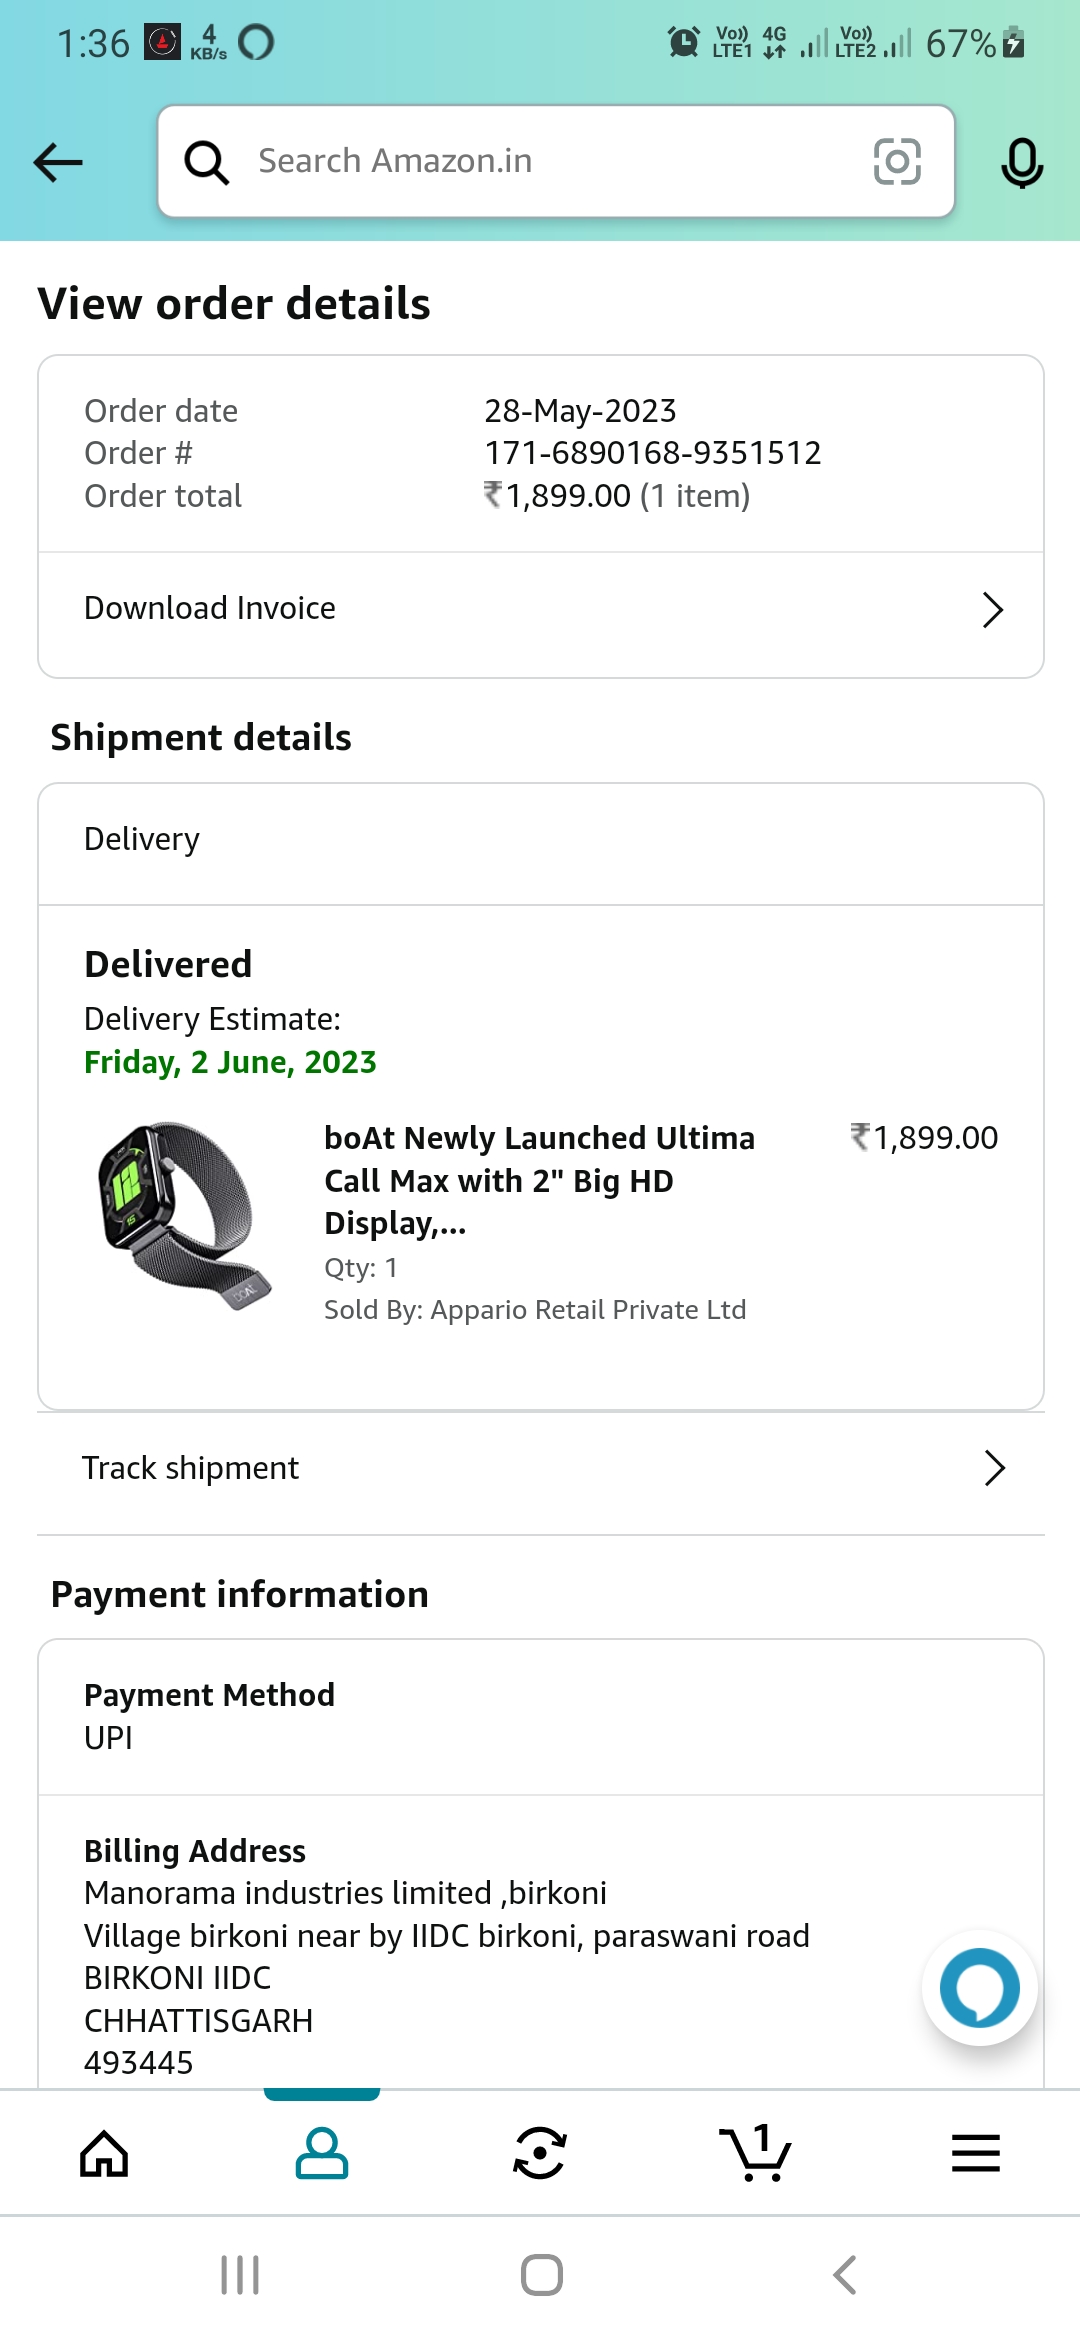 1:36 4 KB/s Vo)) LTE1 4G Vo)) LTE2 67%
Search Amazon.in
View order details
Order date 28-May-2023
Order # 171-6890168-9351512
Order total ₹1,899.00 (1 item)
Download Invoice
Shipment details
Delivery
Delivered
Delivery Estimate:
Friday, 2 June, 2023
boAt Newly Launched Ultima ₹1,899.00
Call Max with 2" Big HD
Display,...
Qty: 1
Sold By: Appario Retail Private Ltd
12
15
boAt
Track shipment
Payment information
Payment Method
UPI
Billing Address
Manorama industries limited ,birkoni
Village birkoni near by IIDC birkoni, paraswani road
BIRKONI IIDC
CHHATTISGARH
493445
1